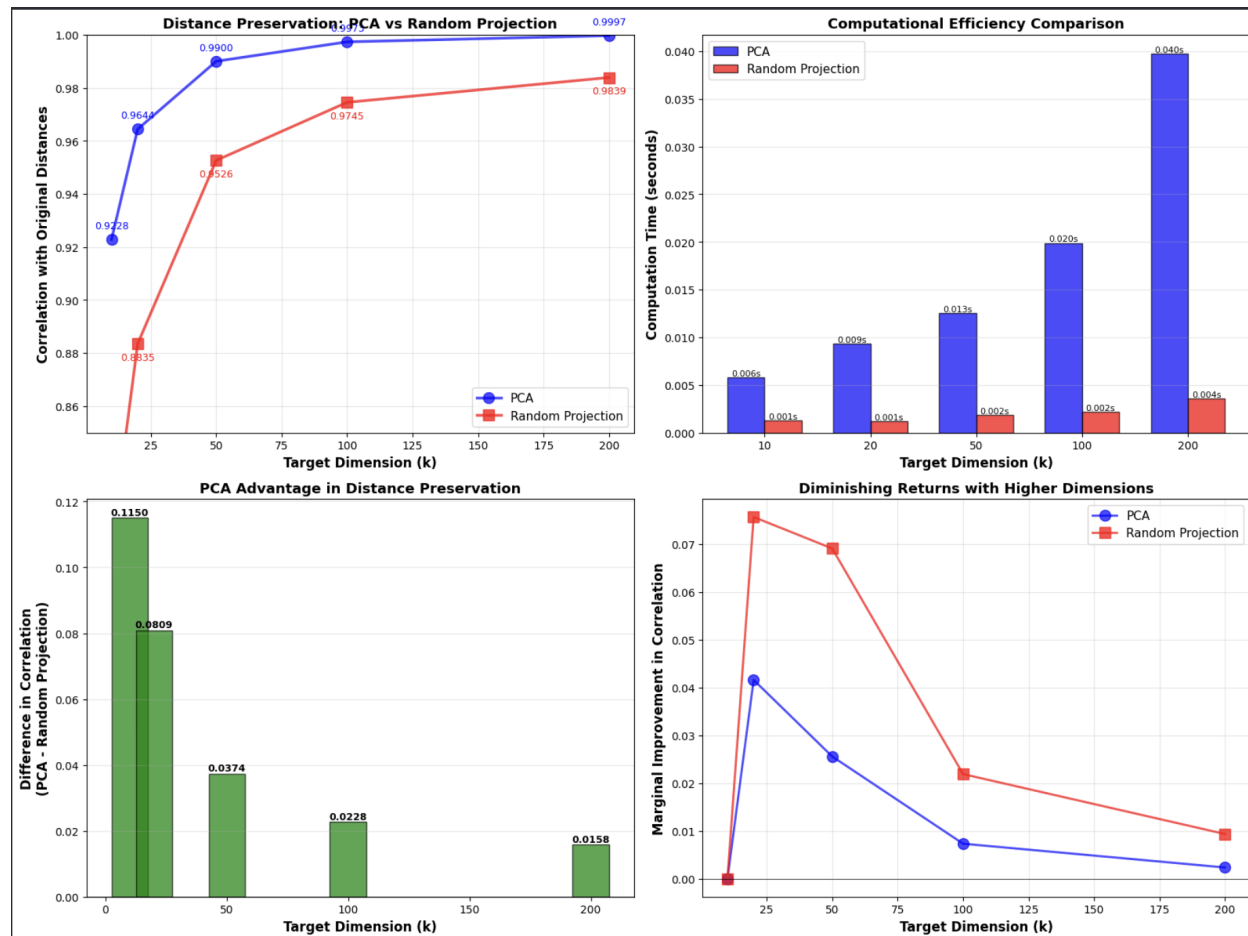 Distance Preservation: PCA vs Random Projection
Correlation with Original Distances
1.00
0.98
0.96
0.94
0.92
0.90
0.88
0.86
0.9228
0.9644
0.9900
0.9973
0.9997
0.8835
0.9526
0.9745
0.9839
PCA
Random Projection
25
50
75
100
125
150
175
200
Target Dimension (k)
Computational Efficiency Comparison
PCA
Random Projection
Computation Time (seconds)
0.040
0.035
0.030
0.025
0.020
0.015
0.010
0.005
0.000
0.006s
0.001s
0.009s
0.001s
0.013s
0.002s
0.020s
0.002s
0.040s
0.004s
10
20
50
100
200
Target Dimension (k)
PCA Advantage in Distance Preservation
Difference in Correlation
(PCA - Random Projection)
0.12
0.10
0.08
0.06
0.04
0.02
0.00
0.1150
0.0809
0.0374
0.0228
0.0158
0
50
100
150
200
Target Dimension (k)
Diminishing Returns with Higher Dimensions
PCA
Random Projection
Marginal Improvement in Correlation
0.07
0.06
0.05
0.04
0.03
0.02
0.01
0.00
25
50
75
100
125
150
175
200
Target Dimension (k)